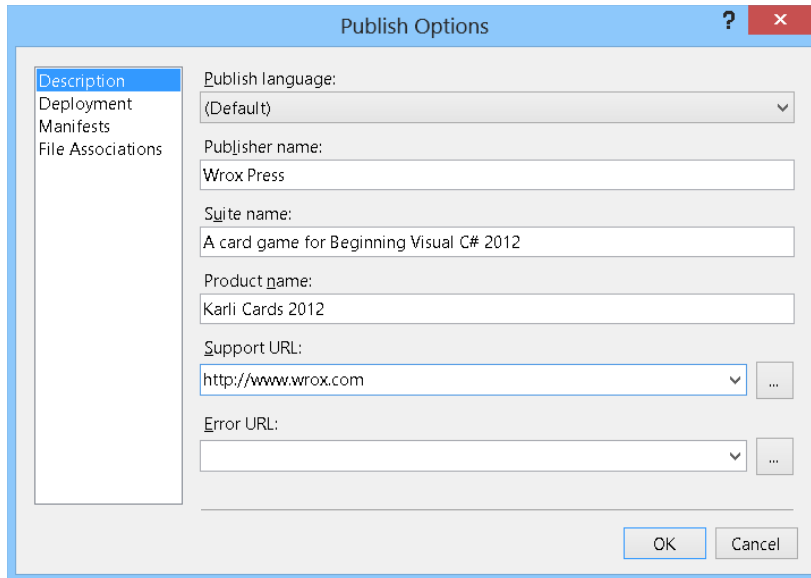 Publish Options
?
x
Description
Deployment
Manifests
File Associations
Publish language:
(Default)
Publisher name:
Wrox Press
Suite name:
A card game for Beginning Visual C# 2012
Product name:
Karli Cards 2012
Support URL:
http://www.wrox.com
...
Error URL:
...
OK
Cancel